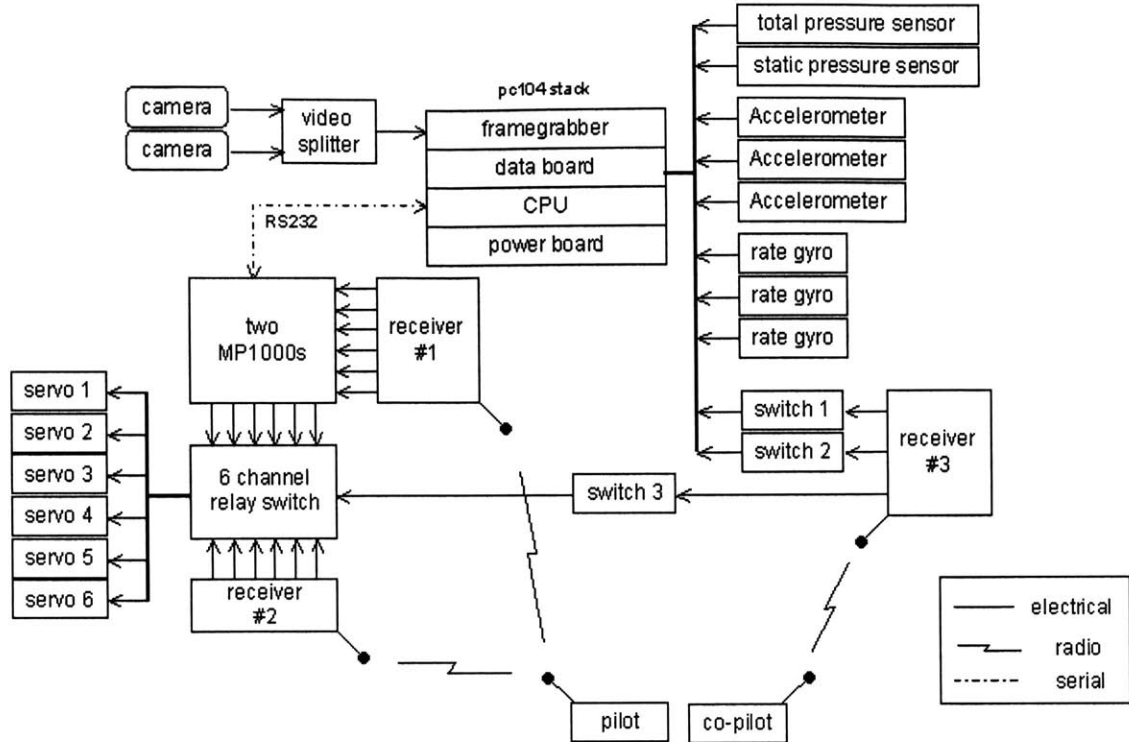 total pressure sensor
static pressure sensor
pc104 stack
camera
camera
video
splitter
framegrabber
data board
CPU
power board
Accelerometer
Accelerometer
Accelerometer
RS232
rate gyro
rate gyro
rate gyro
two
MP1000s
receiver
#1
servo 1
servo 2
servo 3
servo 4
servo 5
servo 6
6 channel
relay switch
switch 1
switch 2
switch 3
receiver
#3
receiver
#2
electrical
radio
serial
pilot
co-pilot